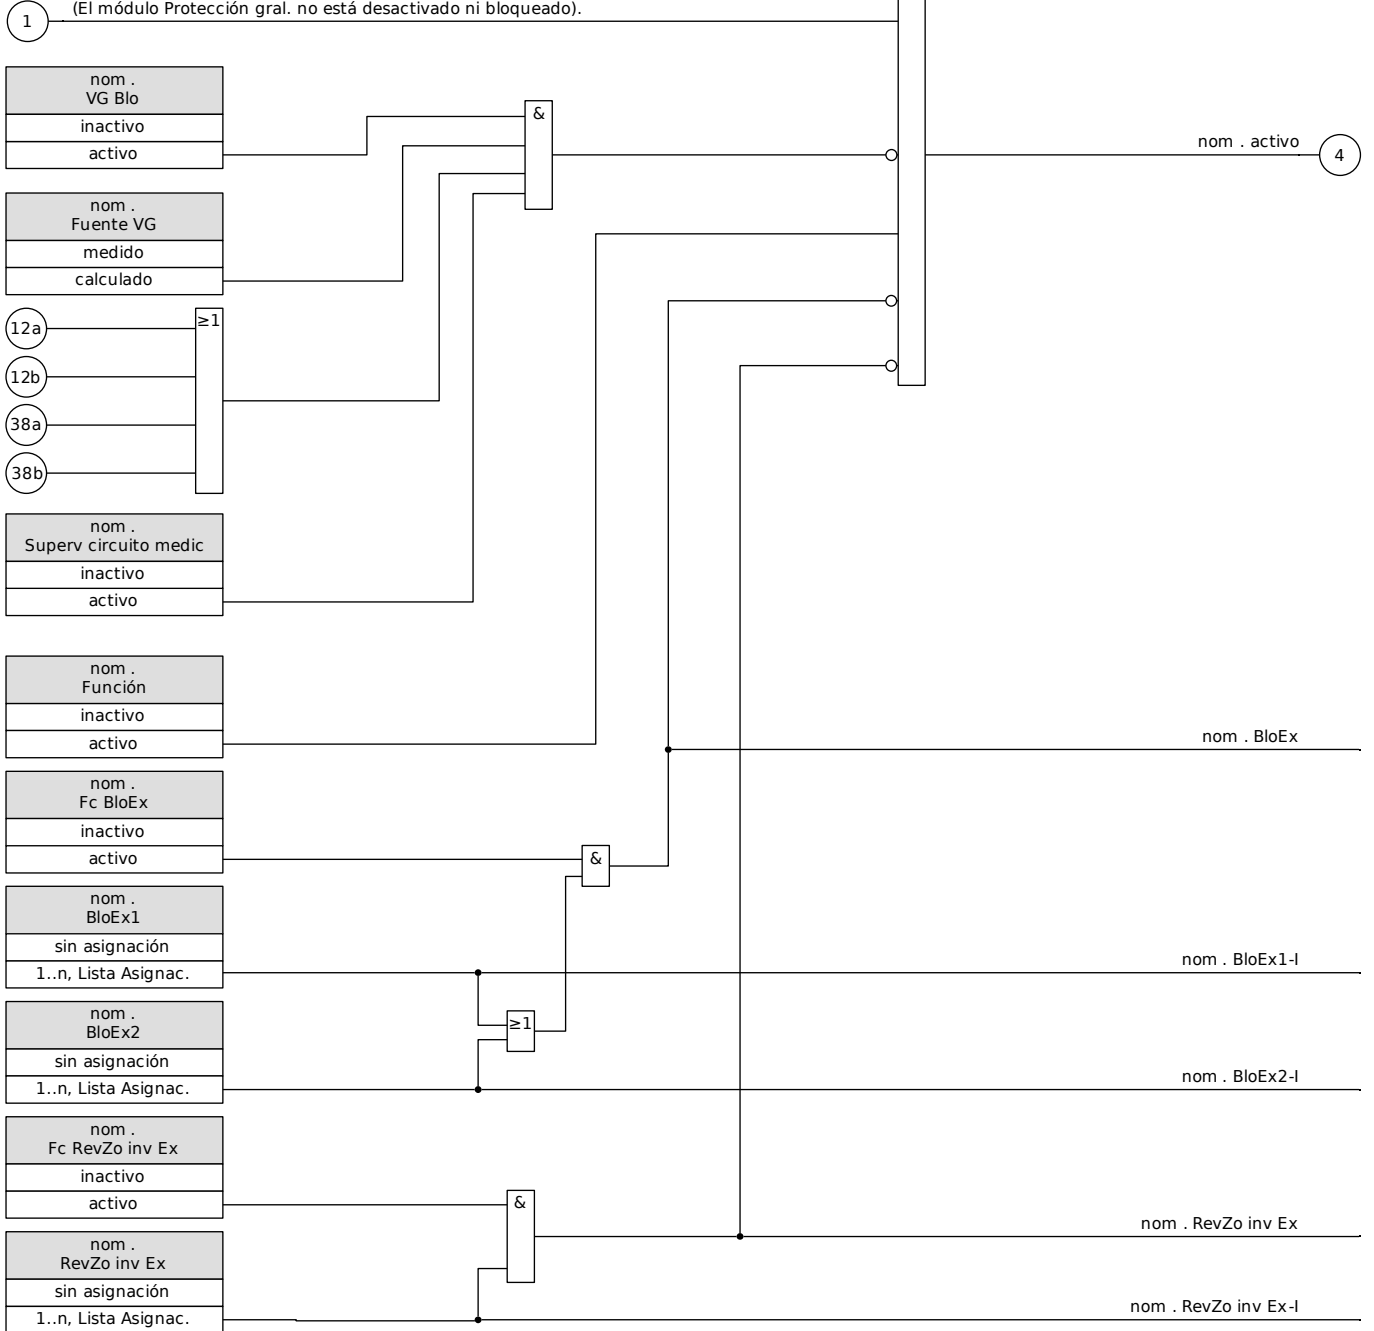 (El módulo Protección gral. no está desactivado ni bloqueado).
1
nom .
VG Blo
inactivo
activo
&
nom . activo
4
nom .
Fuente VG
medido
calculado
12a
≥1
12b
38a
38b
nom .
Superv circuito medic
inactivo
activo
nom .
Función
inactivo
activo
nom . BloEx
nom .
Fc BloEx
inactivo
activo
&
nom .
BloEx1
sin asignación
1..n, Lista Asignac.
nom . BloEx1-I
nom .
BloEx2
≥1
sin asignación
1..n, Lista Asignac.
nom . BloEx2-I
nom .
Fc RevZo inv Ex
inactivo
activo
&
nom . RevZo inv Ex
nom .
RevZo inv Ex
sin asignación
1..n, Lista Asignac.
nom . RevZo inv Ex-I